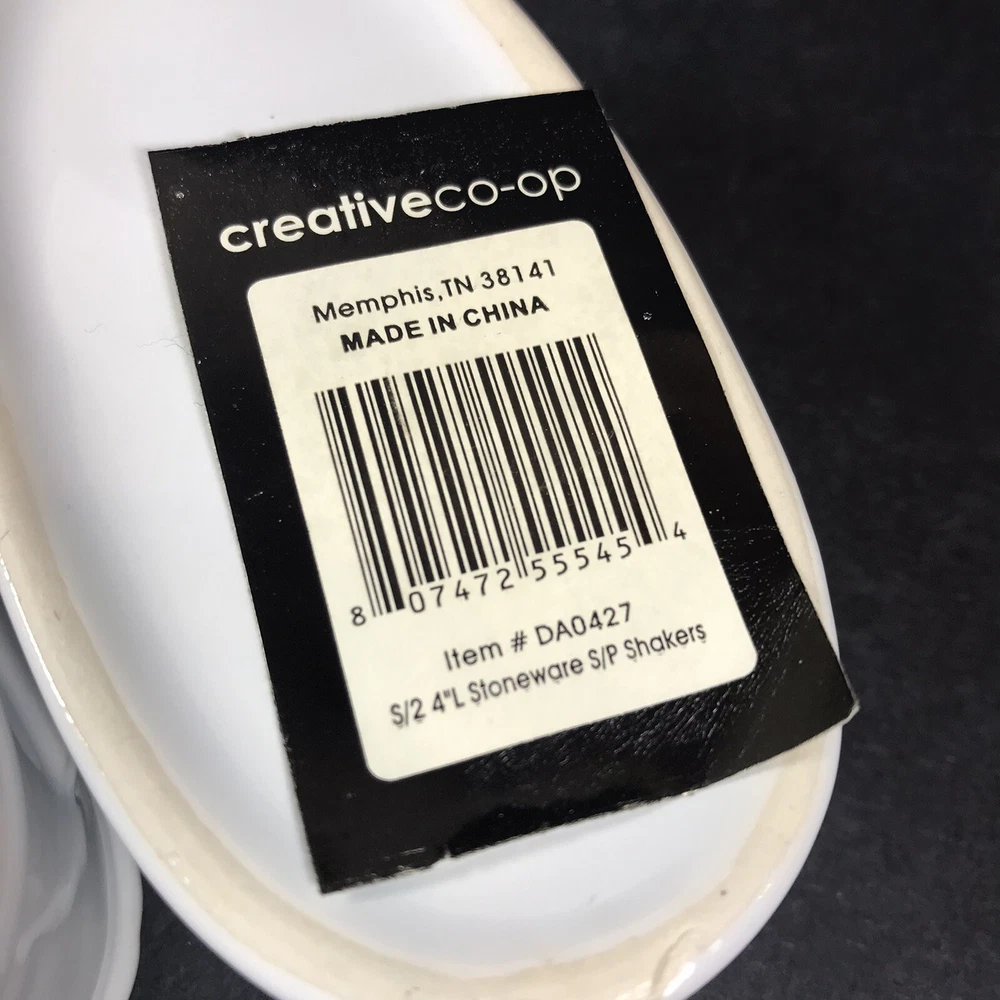 creativeco-op
Memphis,TN 38141
MADE IN CHINA
8 07472 55545 4
Item # DA0427
S/2 4"L Stoneware S/P Shakers